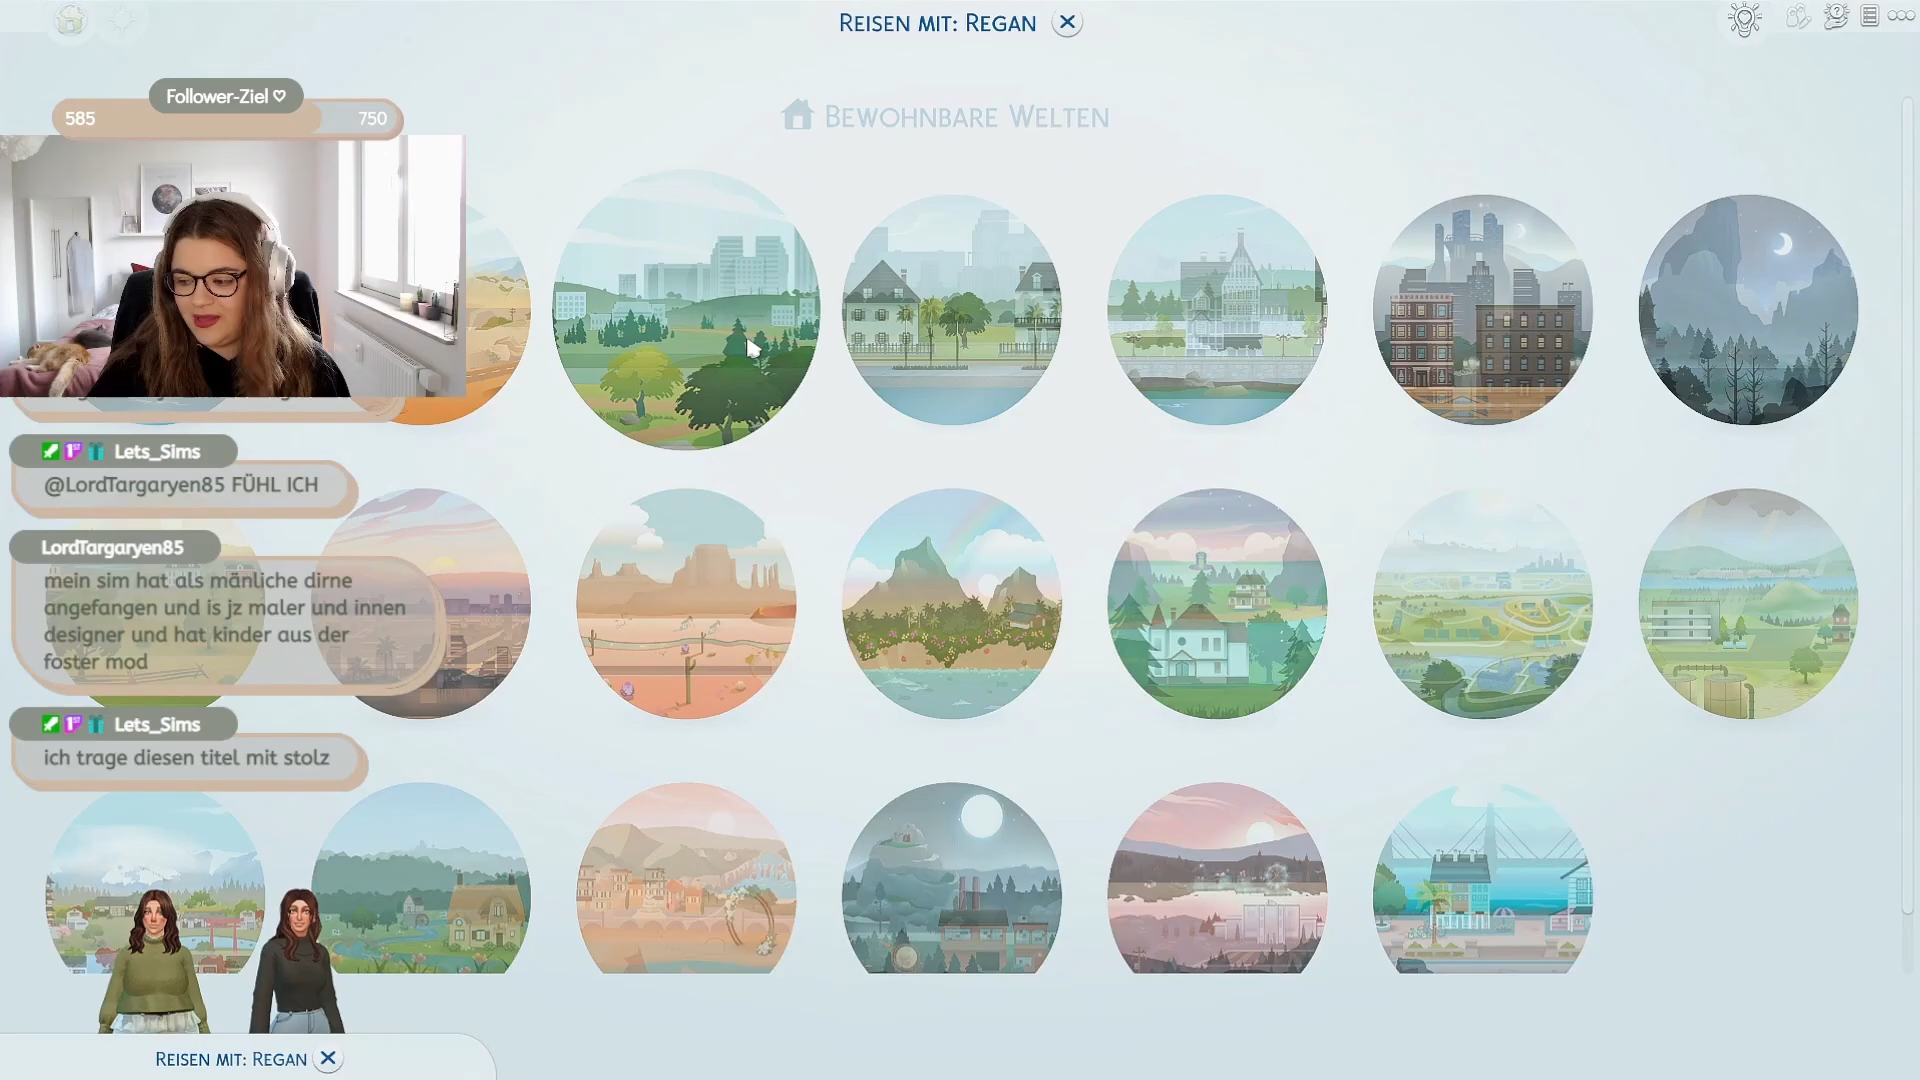 REISEN MIT: REGAN
BEWOHNBARE WELTEN
Follower-Ziel ♡
585 750
Lets_Sims
@LordTargaryen85 FÜHL ICH
LordTargaryen85
mein sim hat als mänliche dirne
angefangen und is jz maler und innen
designer und hat kinder aus der
foster mod
Lets_Sims
ich trage diesen titel mit stolz
REISEN MIT: REGAN